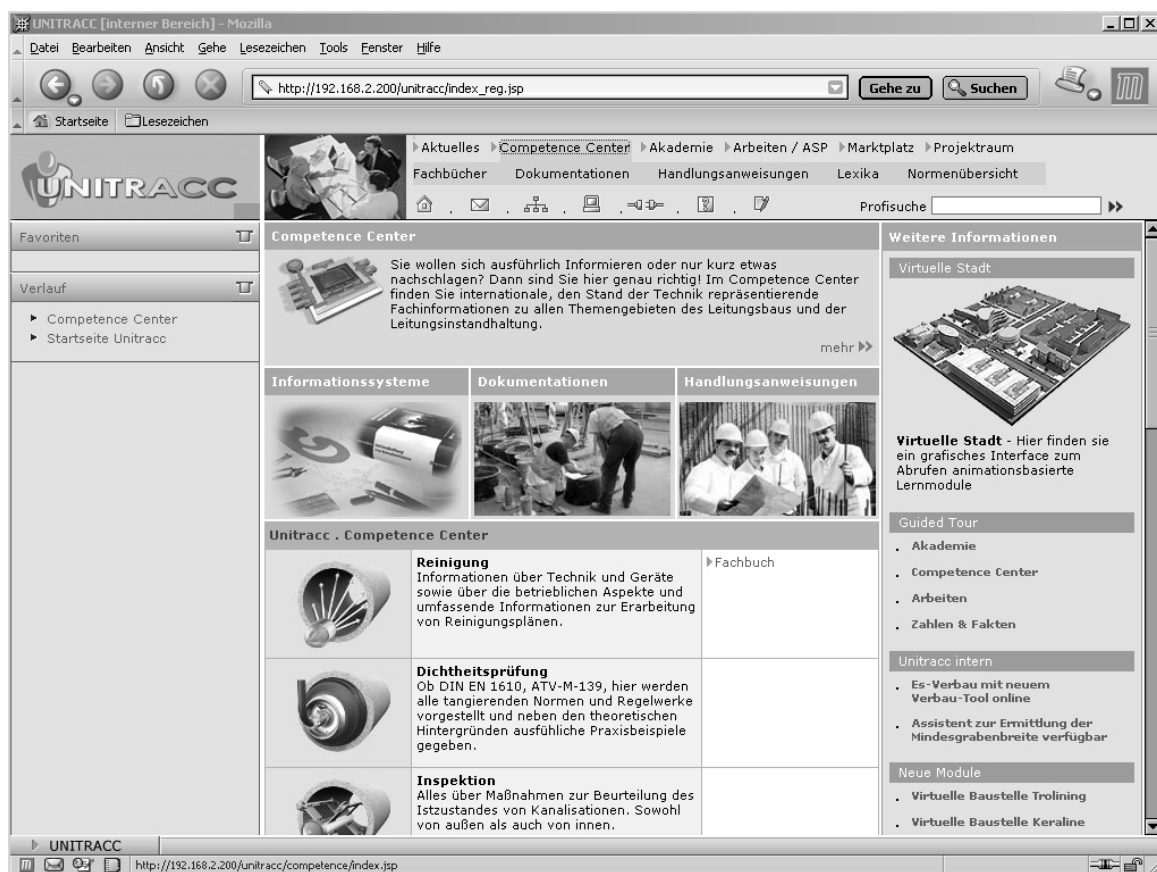 UNITRACC [interner Bereich] - Mozilla
Datei Bearbeiten Ansicht Gehe Lesezeichen Tools Fenster Hilfe
http://192.168.2.200/unitracc/index_reg.jsp
Gehe zu
Suchen
Startseite Lesezeichen
UNITRACC
Aktuelles Competence Center Akademie Arbeiten / ASP Marktplatz Projektraum
Fachbücher Dokumentationen Handlungsanweisungen Lexika Normenübersicht
Profisuche
Favoriten
Verlauf
Competence Center
Startseite Unitracc
Competence Center
Sie wollen sich ausführlich Informieren oder nur kurz etwas
nachschlagen? Dann sind Sie hier genau richtig! Im Competence Center
finden Sie internationale, den Stand der Technik repräsentierende
Fachinformationen zu allen Themengebieten des Leitungsbaus und der
Leitungsinstandhaltung.
mehr
Informationssysteme
Dokumentationen
Handlungsanweisungen
Unitracc . Competence Center
Reinigung
Informationen über Technik und Geräte
sowie über die betrieblichen Aspekte und
umfassende Informationen zur Erarbeitung
von Reinigungsplänen.
Fachbuch
Dichtheitsprüfung
Ob DIN EN 1610, ATV-M-139, hier werden
alle tangierenden Normen und Regelwerke
vorgestellt und neben den theoretischen
Hintergründen ausfühliche Praxisbeispiele
gegeben.
Inspektion
Alles über Maßnahmen zur Beurteilung des
Istzustandes von Kanalisationen. Sowohl
von außen als auch von innen.
Weitere Informationen
Virtuelle Stadt
Virtuelle Stadt - Hier finden sie
ein grafisches Interface zum
Abrufen animationsbasierte
Lernmodule
Guided Tour
. Akademie
. Competence Center
. Arbeiten
. Zahlen & Fakten
Unitracc intern
. Es-Verbau mit neuem
Verbau-Tool online
. Assistent zur Ermittlung der
Mindesgrabenbreite verfügbar
Neue Module
. Virtuelle Baustelle Trolining
. Virtuelle Baustelle Keraline
UNITRACC
http://192.168.2.200/unitracc/competence/index.jsp